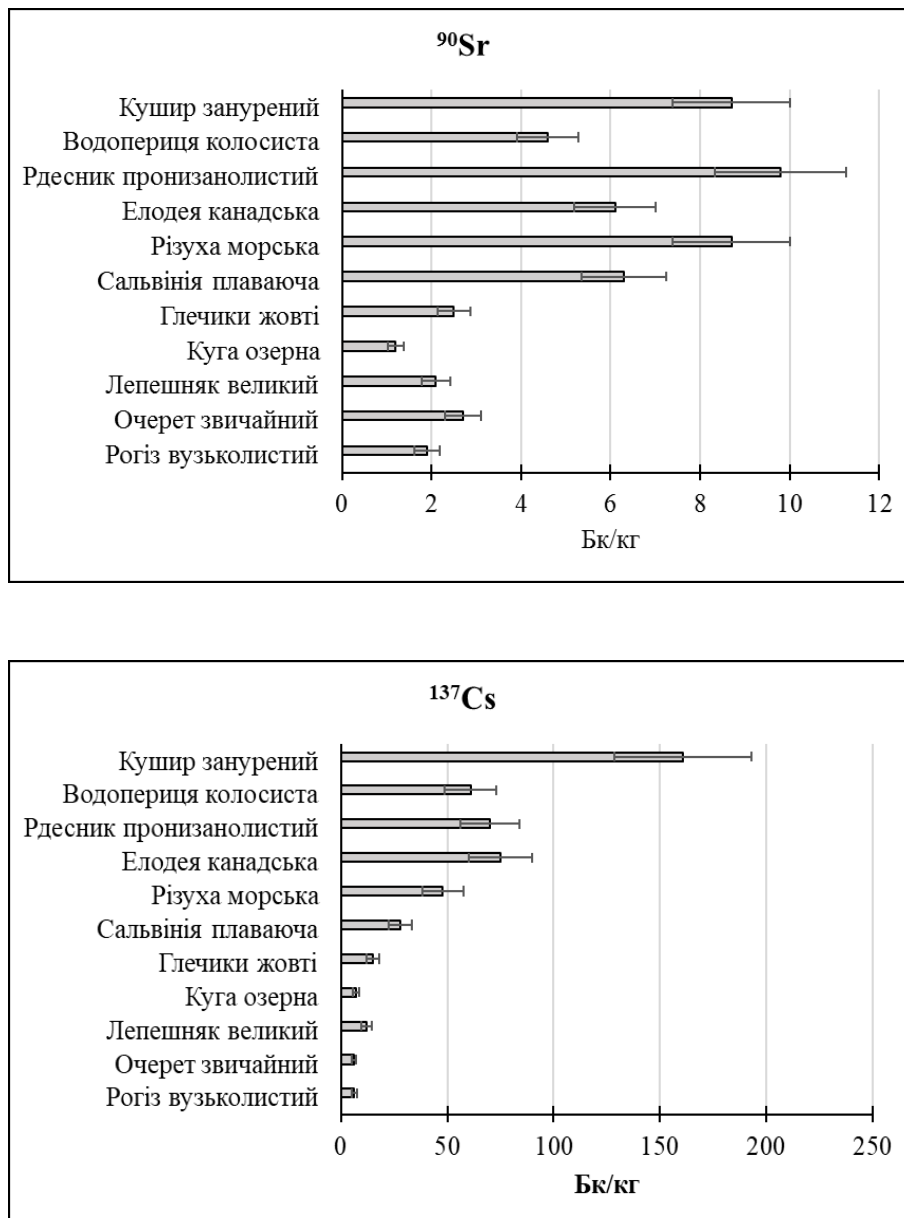 ⁹⁰Sr
Кушир занурений
Водопериця колосиста
Рдесник пронизанолистий
Елодея канадська
Різуха морська
Сальвінія плаваюча
Глечики жовті
Куга озерна
Лепешняк великий
Очерет звичайний
Рогіз вузьколистий
0 2 4 6 8 10 12
Бк/кг
¹³⁷Cs
Кушир занурений
Водопериця колосиста
Рдесник пронизанолистий
Елодея канадська
Різуха морська
Сальвінія плаваюча
Глечики жовті
Куга озерна
Лепешняк великий
Очерет звичайний
Рогіз вузьколистий
0 50 100 150 200 250
Бк/кг